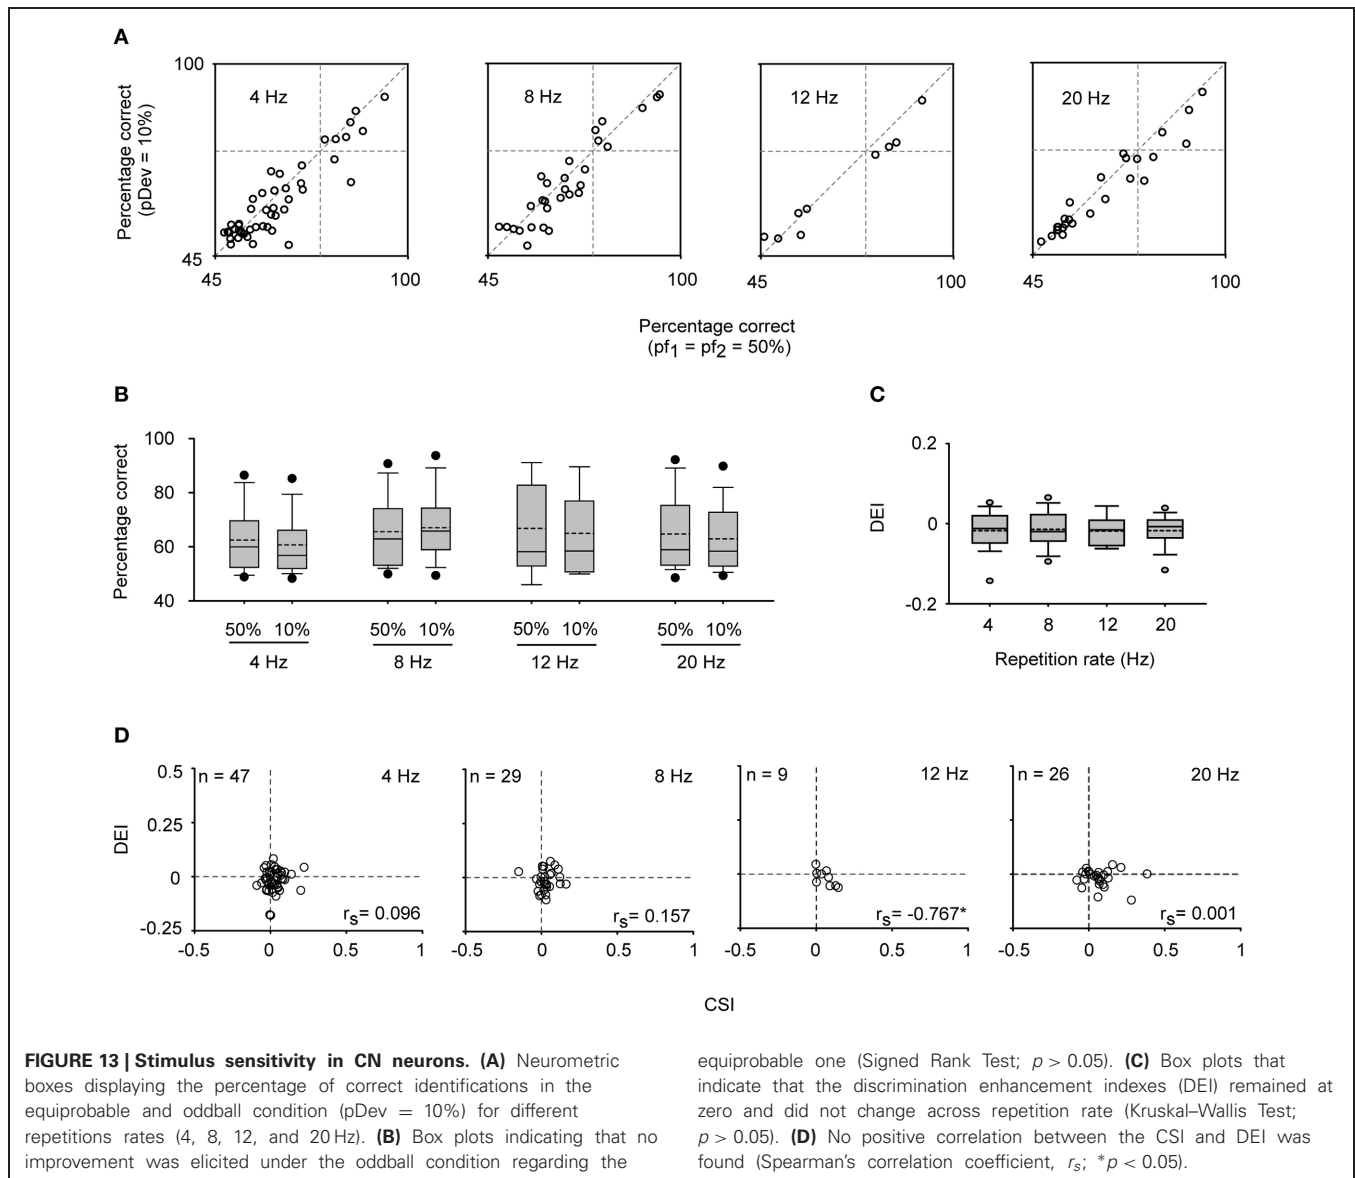 A
100
4 Hz
8 Hz
12 Hz
20 Hz
Percentage correct
(pDev = 10%)
45
45
100
45
100
45
100
45
100
Percentage correct
(pf1 = pf2 = 50%)
B
100
80
60
40
Percentage correct
50% 10%
50% 10%
50% 10%
50% 10%
4 Hz
8 Hz
12 Hz
20 Hz
C
0.2
0
-0.2
DEI
4
8
12
20
Repetition rate (Hz)
D
0.5
0.25
0
-0.25
DEI
n = 47
4 Hz
rs= 0.096
n = 29
8 Hz
rs= 0.157
n = 9
12 Hz
rs= -0.767*
n = 26
20 Hz
rs= 0.001
-0.5
0
0.5
1
-0.5
0
0.5
1
-0.5
0
0.5
1
-0.5
0
0.5
1
CSI
FIGURE 13 | Stimulus sensitivity in CN neurons. (A) Neurometric
boxes displaying the percentage of correct identifications in the
equiprobable and oddball condition (pDev = 10%) for different
repetitions rates (4, 8, 12, and 20 Hz). (B) Box plots indicating that no
improvement was elicited under the oddball condition regarding the
equiprobable one (Signed Rank Test; p > 0.05). (C) Box plots that
indicate that the discrimination enhancement indexes (DEI) remained at
zero and did not change across repetition rate (Kruskal–Wallis Test;
p > 0.05). (D) No positive correlation between the CSI and DEI was
found (Spearman's correlation coefficient, rs; *p < 0.05).